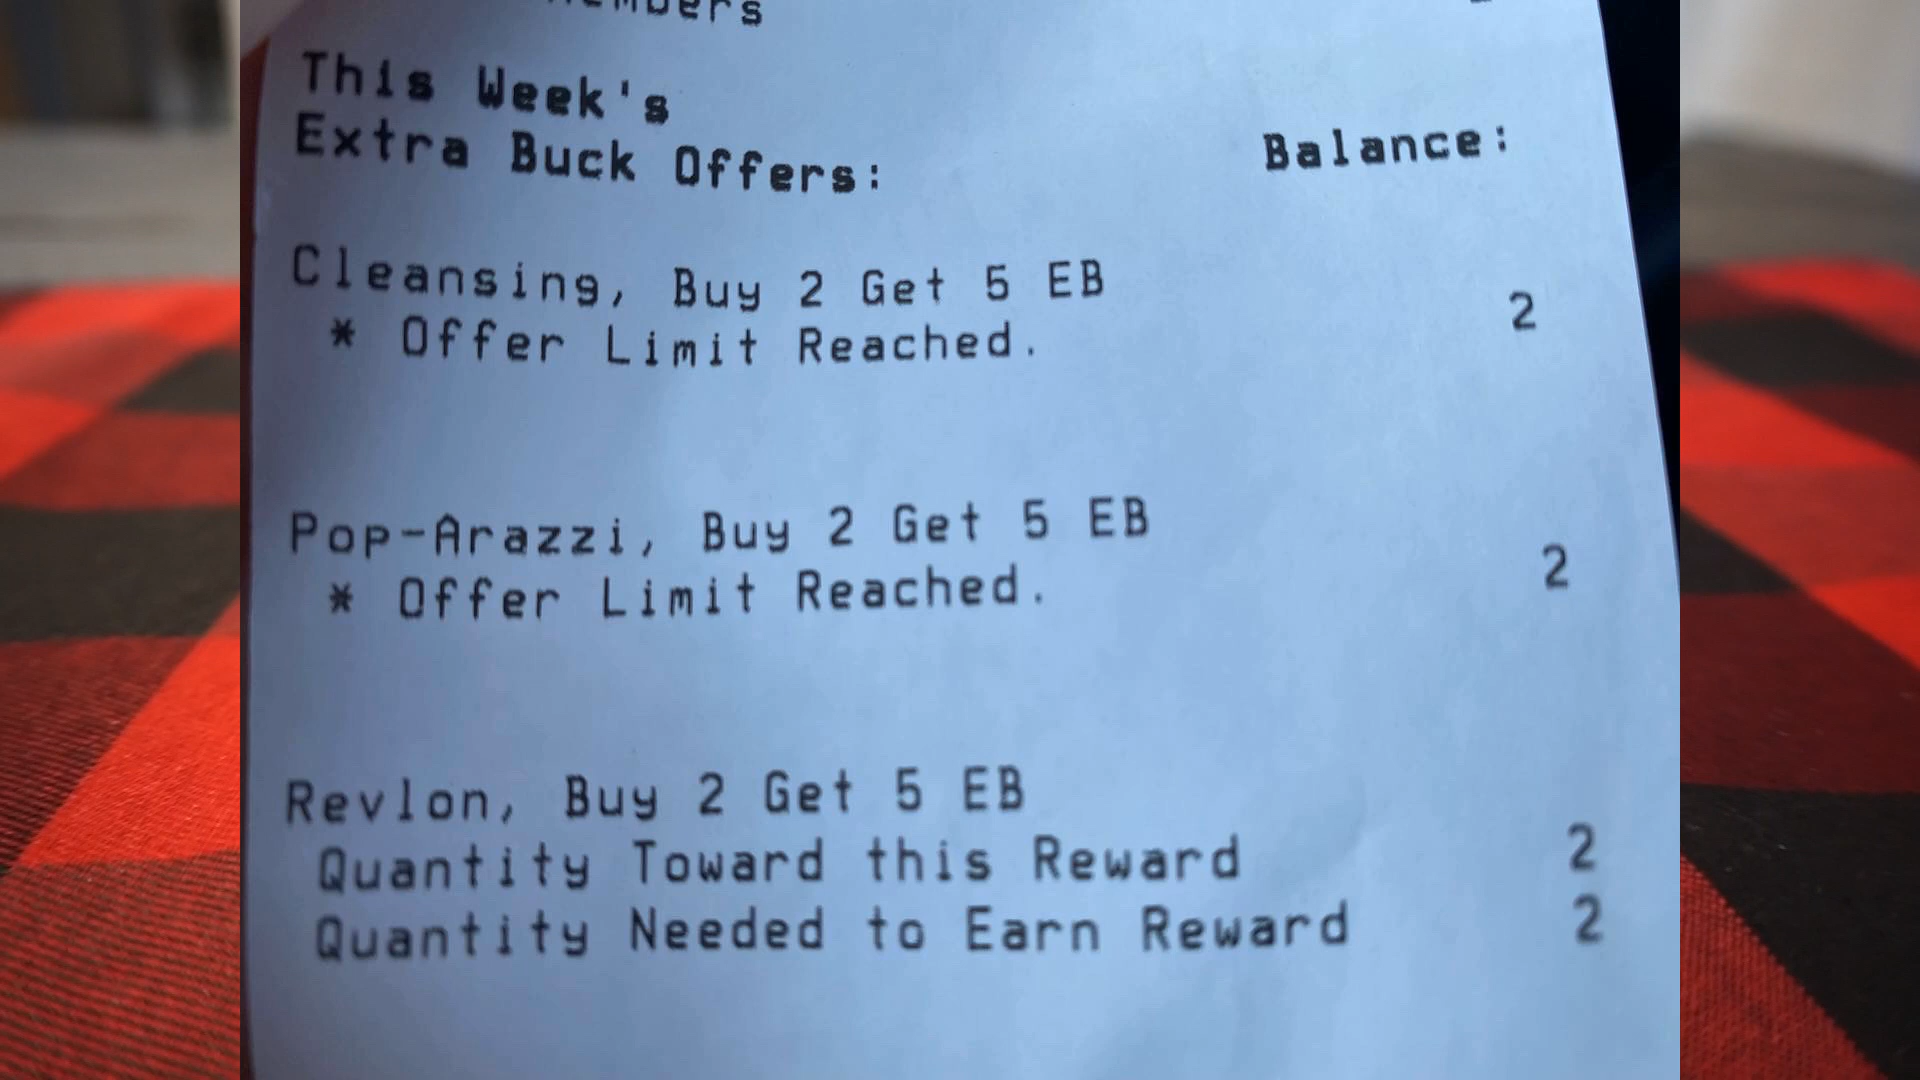 This Week's
Extra Buck Offers: Balance:
Cleansing, Buy 2 Get 5 EB
* Offer Limit Reached. 2
Pop-Arazzi, Buy 2 Get 5 EB
* Offer Limit Reached. 2
Revlon, Buy 2 Get 5 EB
Quantity Toward this Reward 2
Quantity Needed to Earn Reward 2